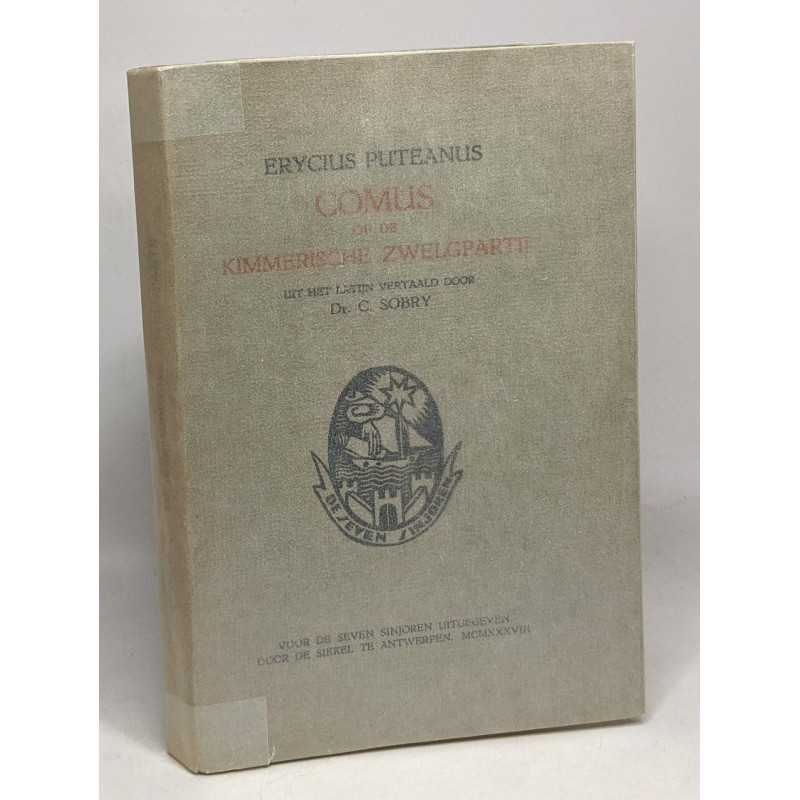 ERYCIUS PUTEANUS
COMUS
OF DE
KIMMERISCHE ZWELGPARTIJ
UIT HET LATIJN VERTAALD DOOR
Dr. C. SOBRY
DE SEVEN SINJOREN
VOOR DE SEVEN SINJOREN UITGEGEVEN
DOOR DE SIKKEL TE ANTWERPEN, MCMXXXVIII